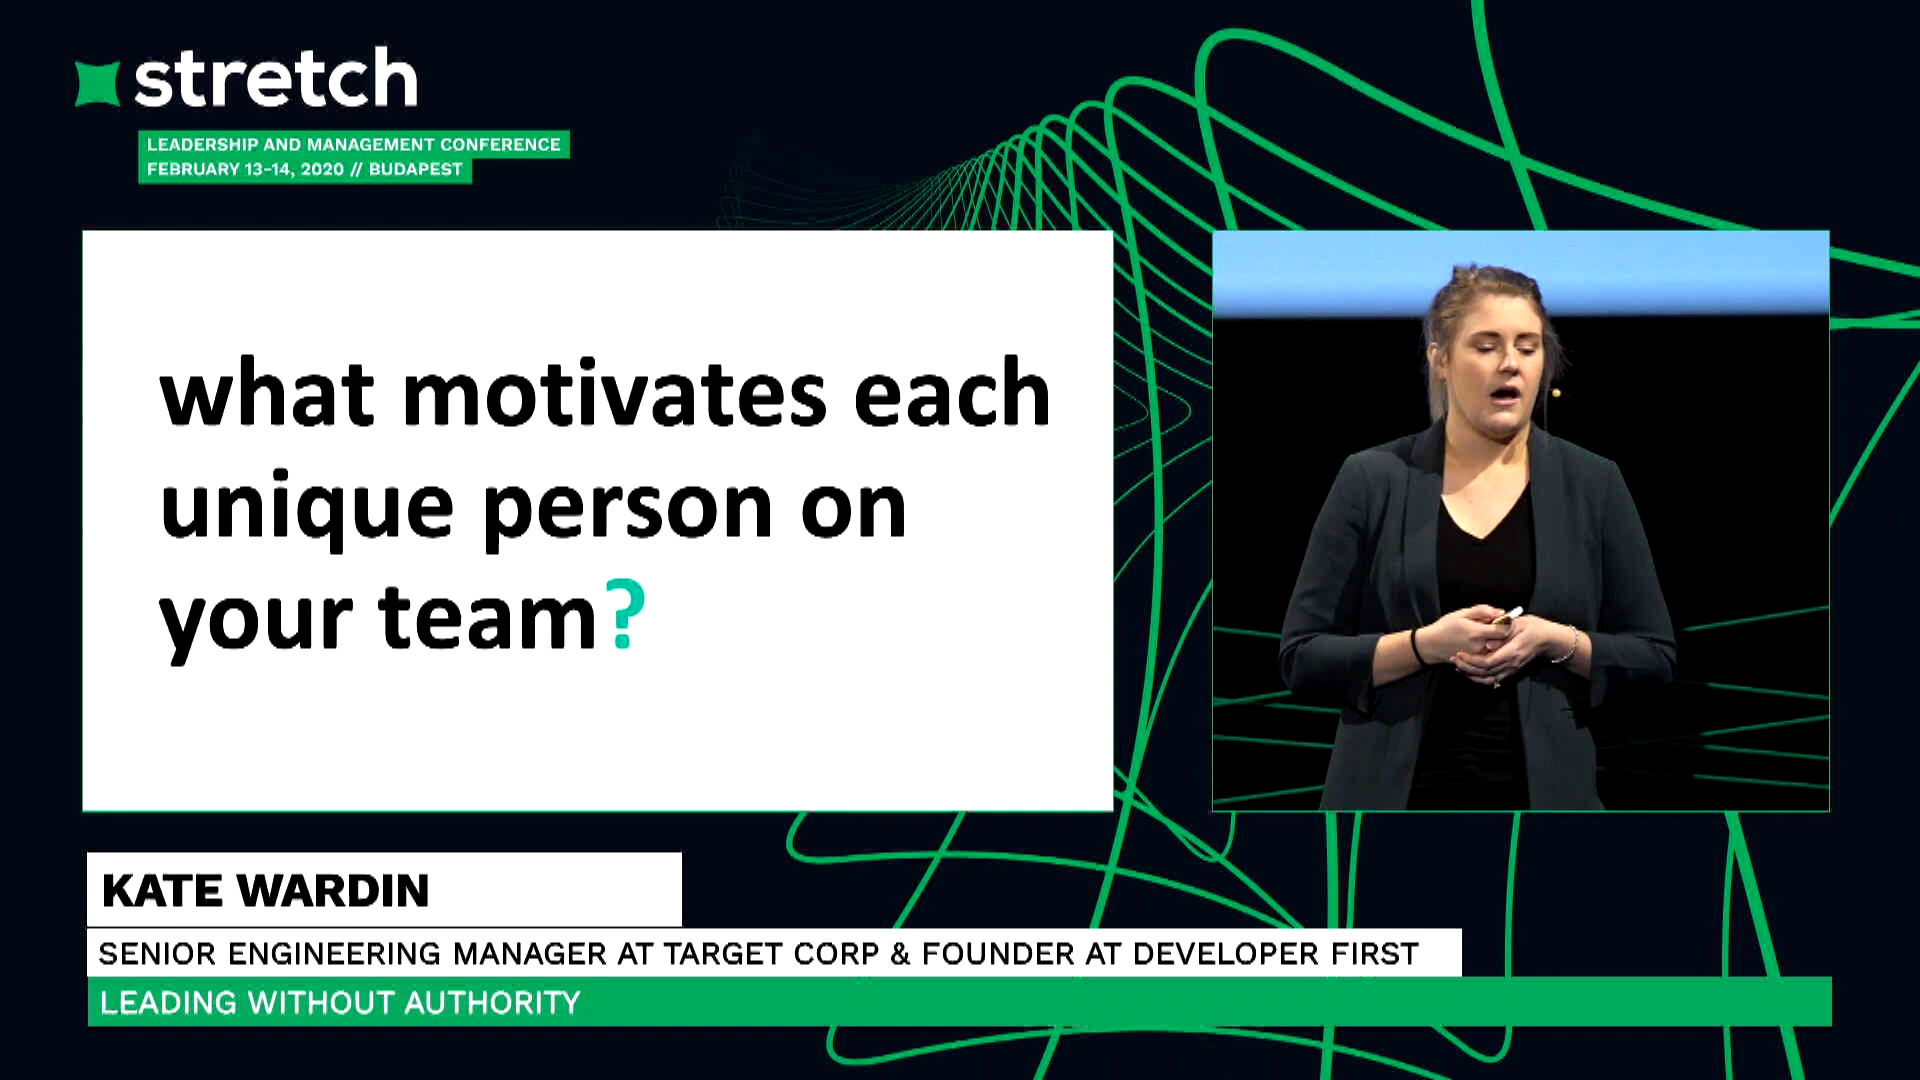 stretch
LEADERSHIP AND MANAGEMENT CONFERENCE
FEBRUARY 13-14, 2020 // BUDAPEST
what motivates each
unique person on
your team?
KATE WARDIN
SENIOR ENGINEERING MANAGER AT TARGET CORP & FOUNDER AT DEVELOPER FIRST
LEADING WITHOUT AUTHORITY